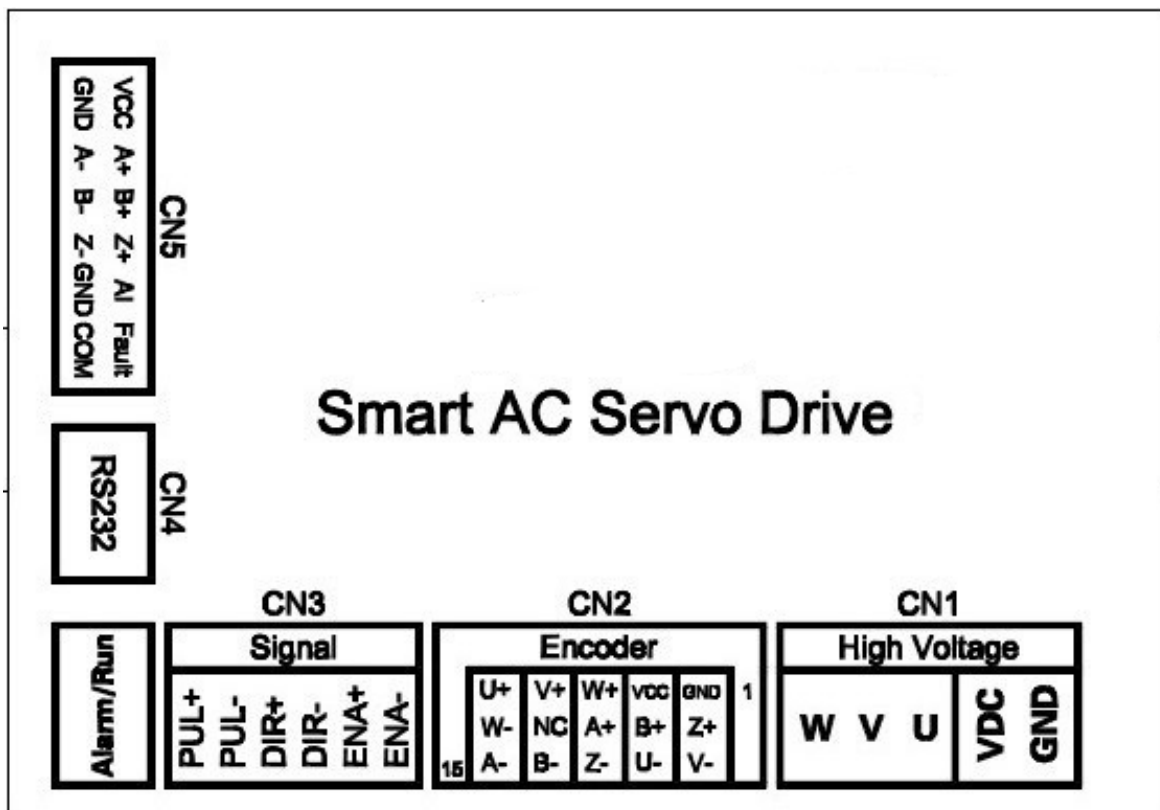 VCC A+ B+ Z+ AI Fault
GND A- B- Z- GND COM
CN5
Smart AC Servo Drive
RS232
CN4
Alarm/Run
CN3
Signal
PUL+
PUL-
DIR+
DIR-
ENA+
ENA-
CN2
Encoder
U+ V+ W+ VCC GND 1
W- NC A+ B+ Z+
15 A- B- Z- U- V-
CN1
High Voltage
W V U
VDC
GND